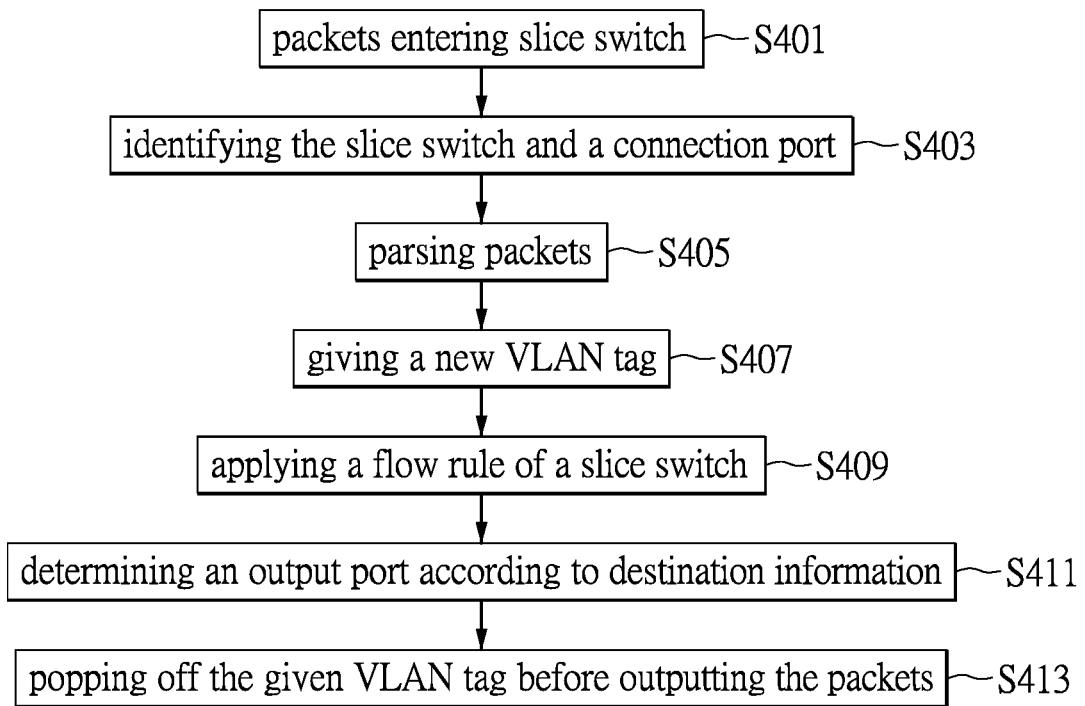 packets entering slice switch S401
identifying the slice switch and a connection port S403
parsing packets S405
giving a new VLAN tag S407
applying a flow rule of a slice switch S409
determining an output port according to destination information S411
popping off the given VLAN tag before outputting the packets S413